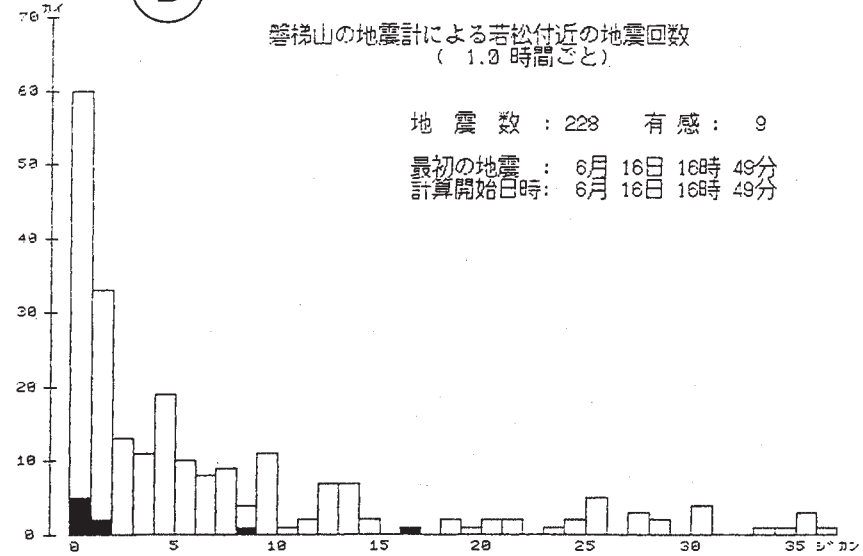 磐梯山の地震計による若松付近の地震回数
( 1.0 時間ごと)
地 震 数 : 228 有 感 : 9
最初の地震 : 6月 16日 16時 49分
計算開始日時: 6月 16日 16時 49分
70 カイ
60
50
40
30
20
10
0
0 5 10 15 20 25 30 35 ジカン